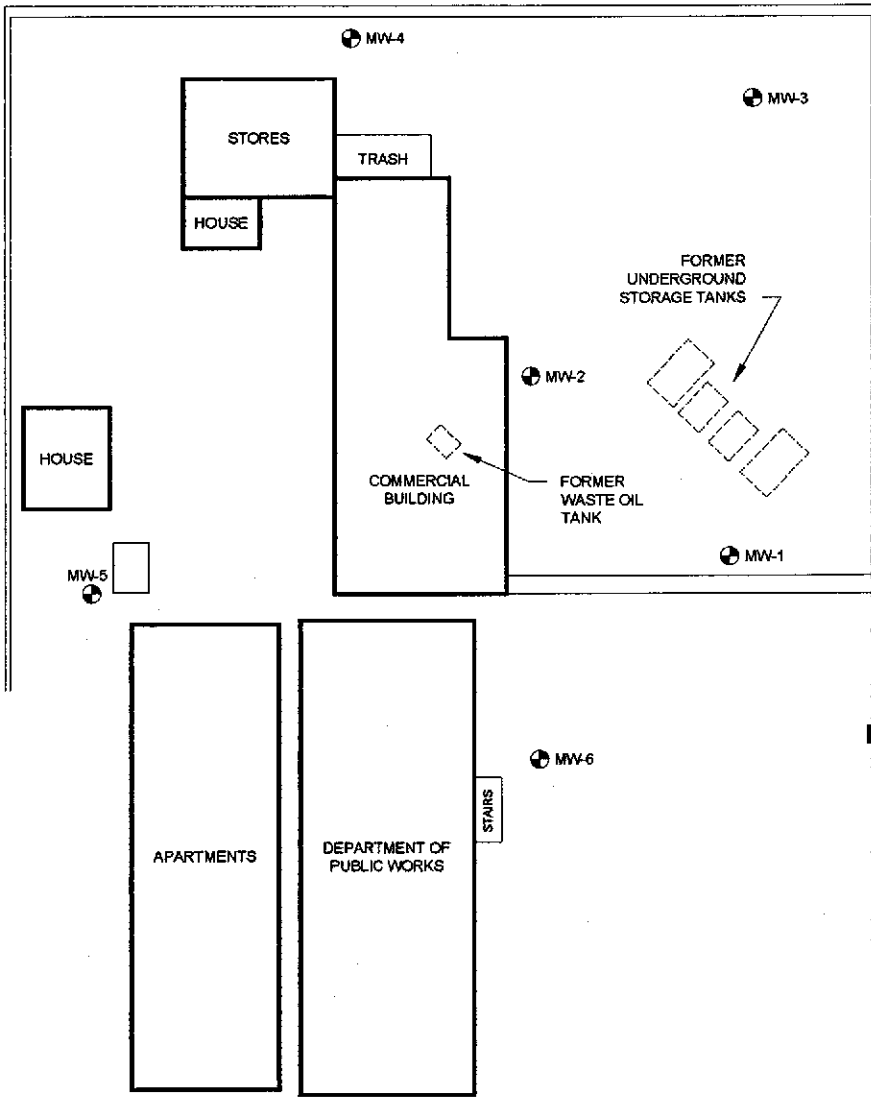 MW-4
MW-3
STORES
TRASH
HOUSE
FORMER
UNDERGROUND
STORAGE TANKS
MW-2
HOUSE
COMMERCIAL
BUILDING
FORMER
WASTE OIL
TANK
MW-1
MW-5
MW-6
STAIRS
APARTMENTS
DEPARTMENT OF
PUBLIC WORKS